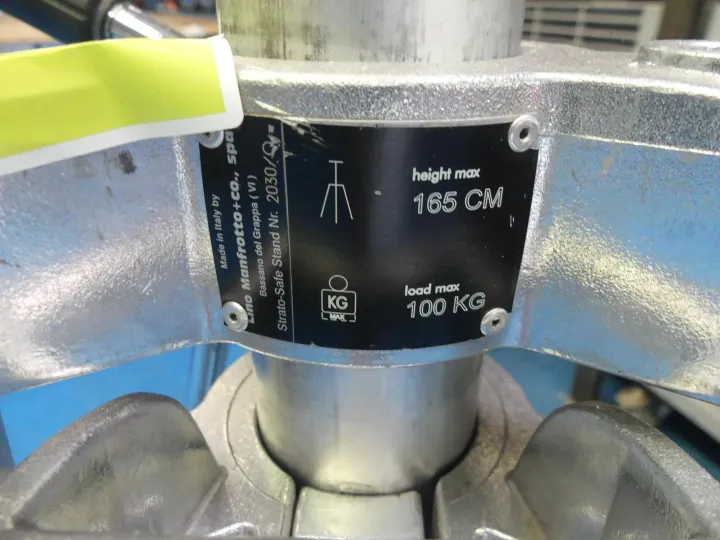 Made in Italy by
Lino Manfrotto+co., spa
Bassano del Grappa (VI)
Strato-Safe Stand Nr. 2030/
height max
165 CM
KG
MAX
load max
100 KG